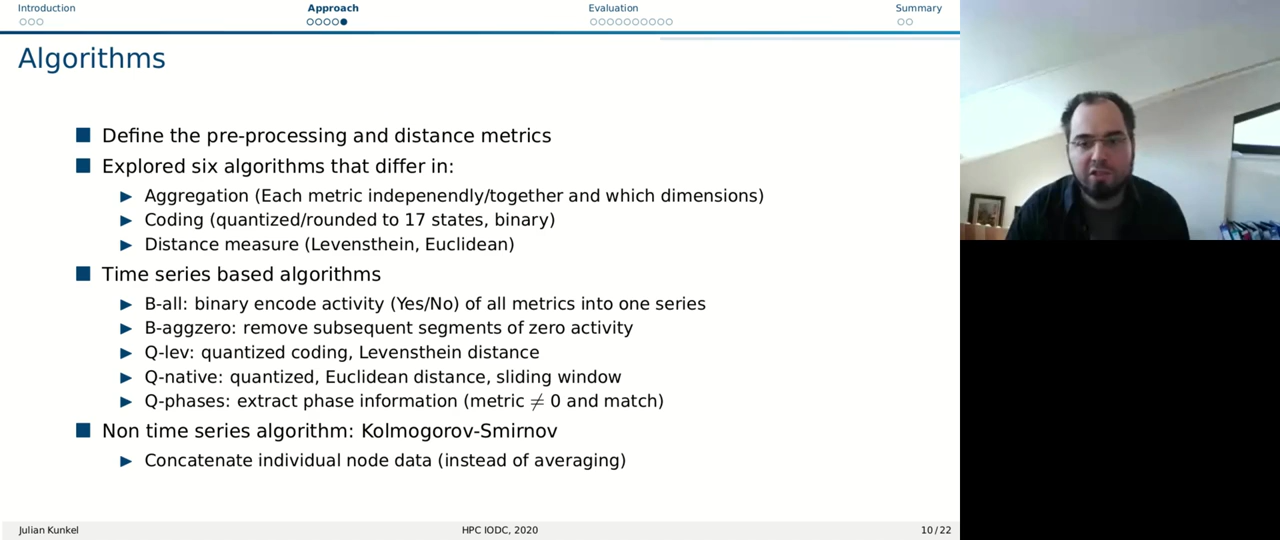 Introduction Approach Evaluation Summary
Algorithms
Define the pre-processing and distance metrics
Explored six algorithms that differ in:
Aggregation (Each metric indepenendly/together and which dimensions)
Coding (quantized/rounded to 17 states, binary)
Distance measure (Levensthein, Euclidean)
Time series based algorithms
B-all: binary encode activity (Yes/No) of all metrics into one series
B-aggzero: remove subsequent segments of zero activity
Q-lev: quantized coding, Levensthein distance
Q-native: quantized, Euclidean distance, sliding window
Q-phases: extract phase information (metric ≠ 0 and match)
Non time series algorithm: Kolmogorov-Smirnov
Concatenate individual node data (instead of averaging)
Julian Kunkel HPC IODC, 2020 10/22